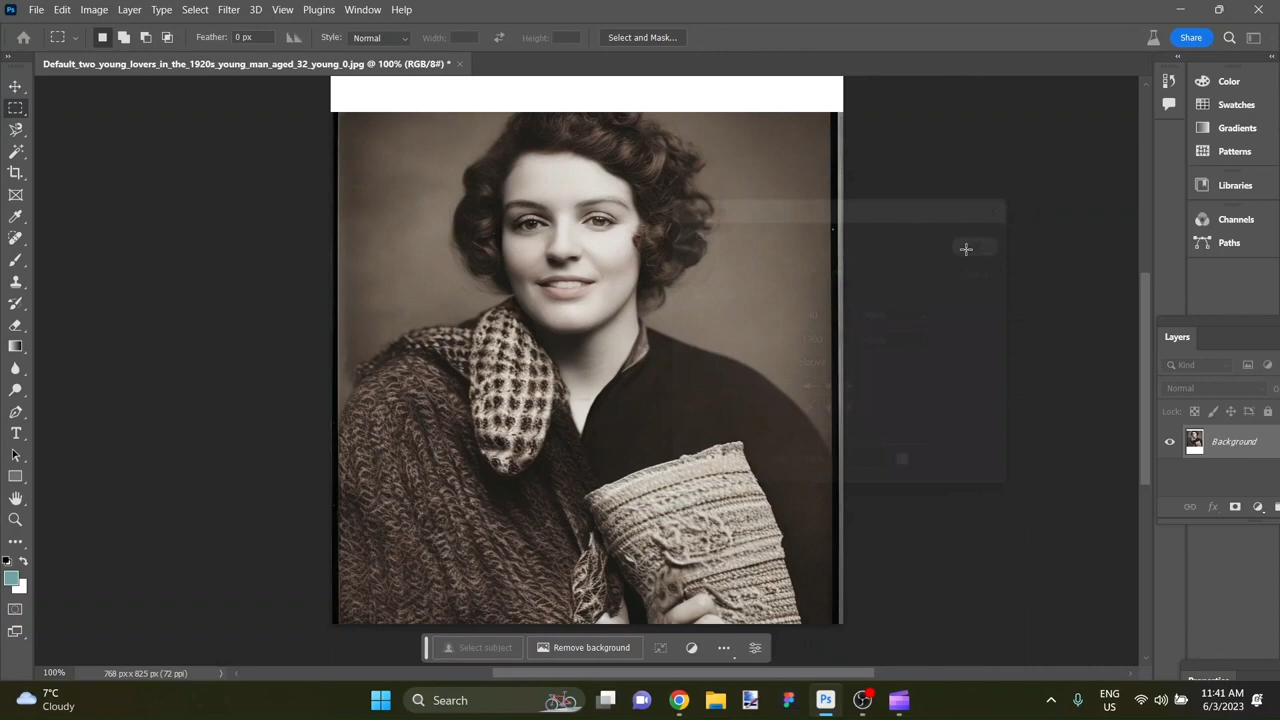 Ps File Edit Image Layer Type Select Filter 3D View Plugins Window Help
Feather: 0 px Style: Normal Width: Height: Select and Mask... Share
Default_two_young_lovers_in_the_1920s_young_man_aged_32_young_0.jpg @ 100% (RGB/8#) *
Color
Swatches
Gradients
Patterns
Libraries
Channels
Paths
Layers
Kind
Normal
Lock:
Background
Select subject Remove background
100% 768 px x 825 px (72 ppi)
Properties
7°C
Cloudy
Search
Ps
ENG
US
11:41 AM
6/3/2023